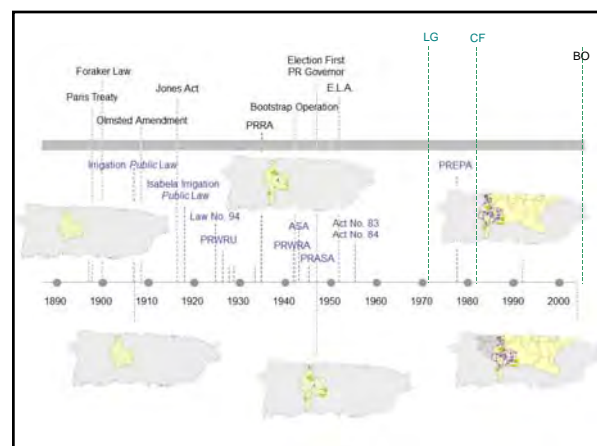 LG
CF
BO
Election First
PR Governor
Foraker Law
Jones Act
E.L.A.
Paris Treaty
Bootstrap Operation
Olmsted Amendment
PRRA
Irrigation Public Law
PREPA
Isabela Irrigation
Public Law
Law No. 94
ASA
Act No. 83
Act No. 84
PRWRU
PWRA
PRASA
1890
1900
1910
1920
1930
1940
1950
1960
1970
1980
1990
2000